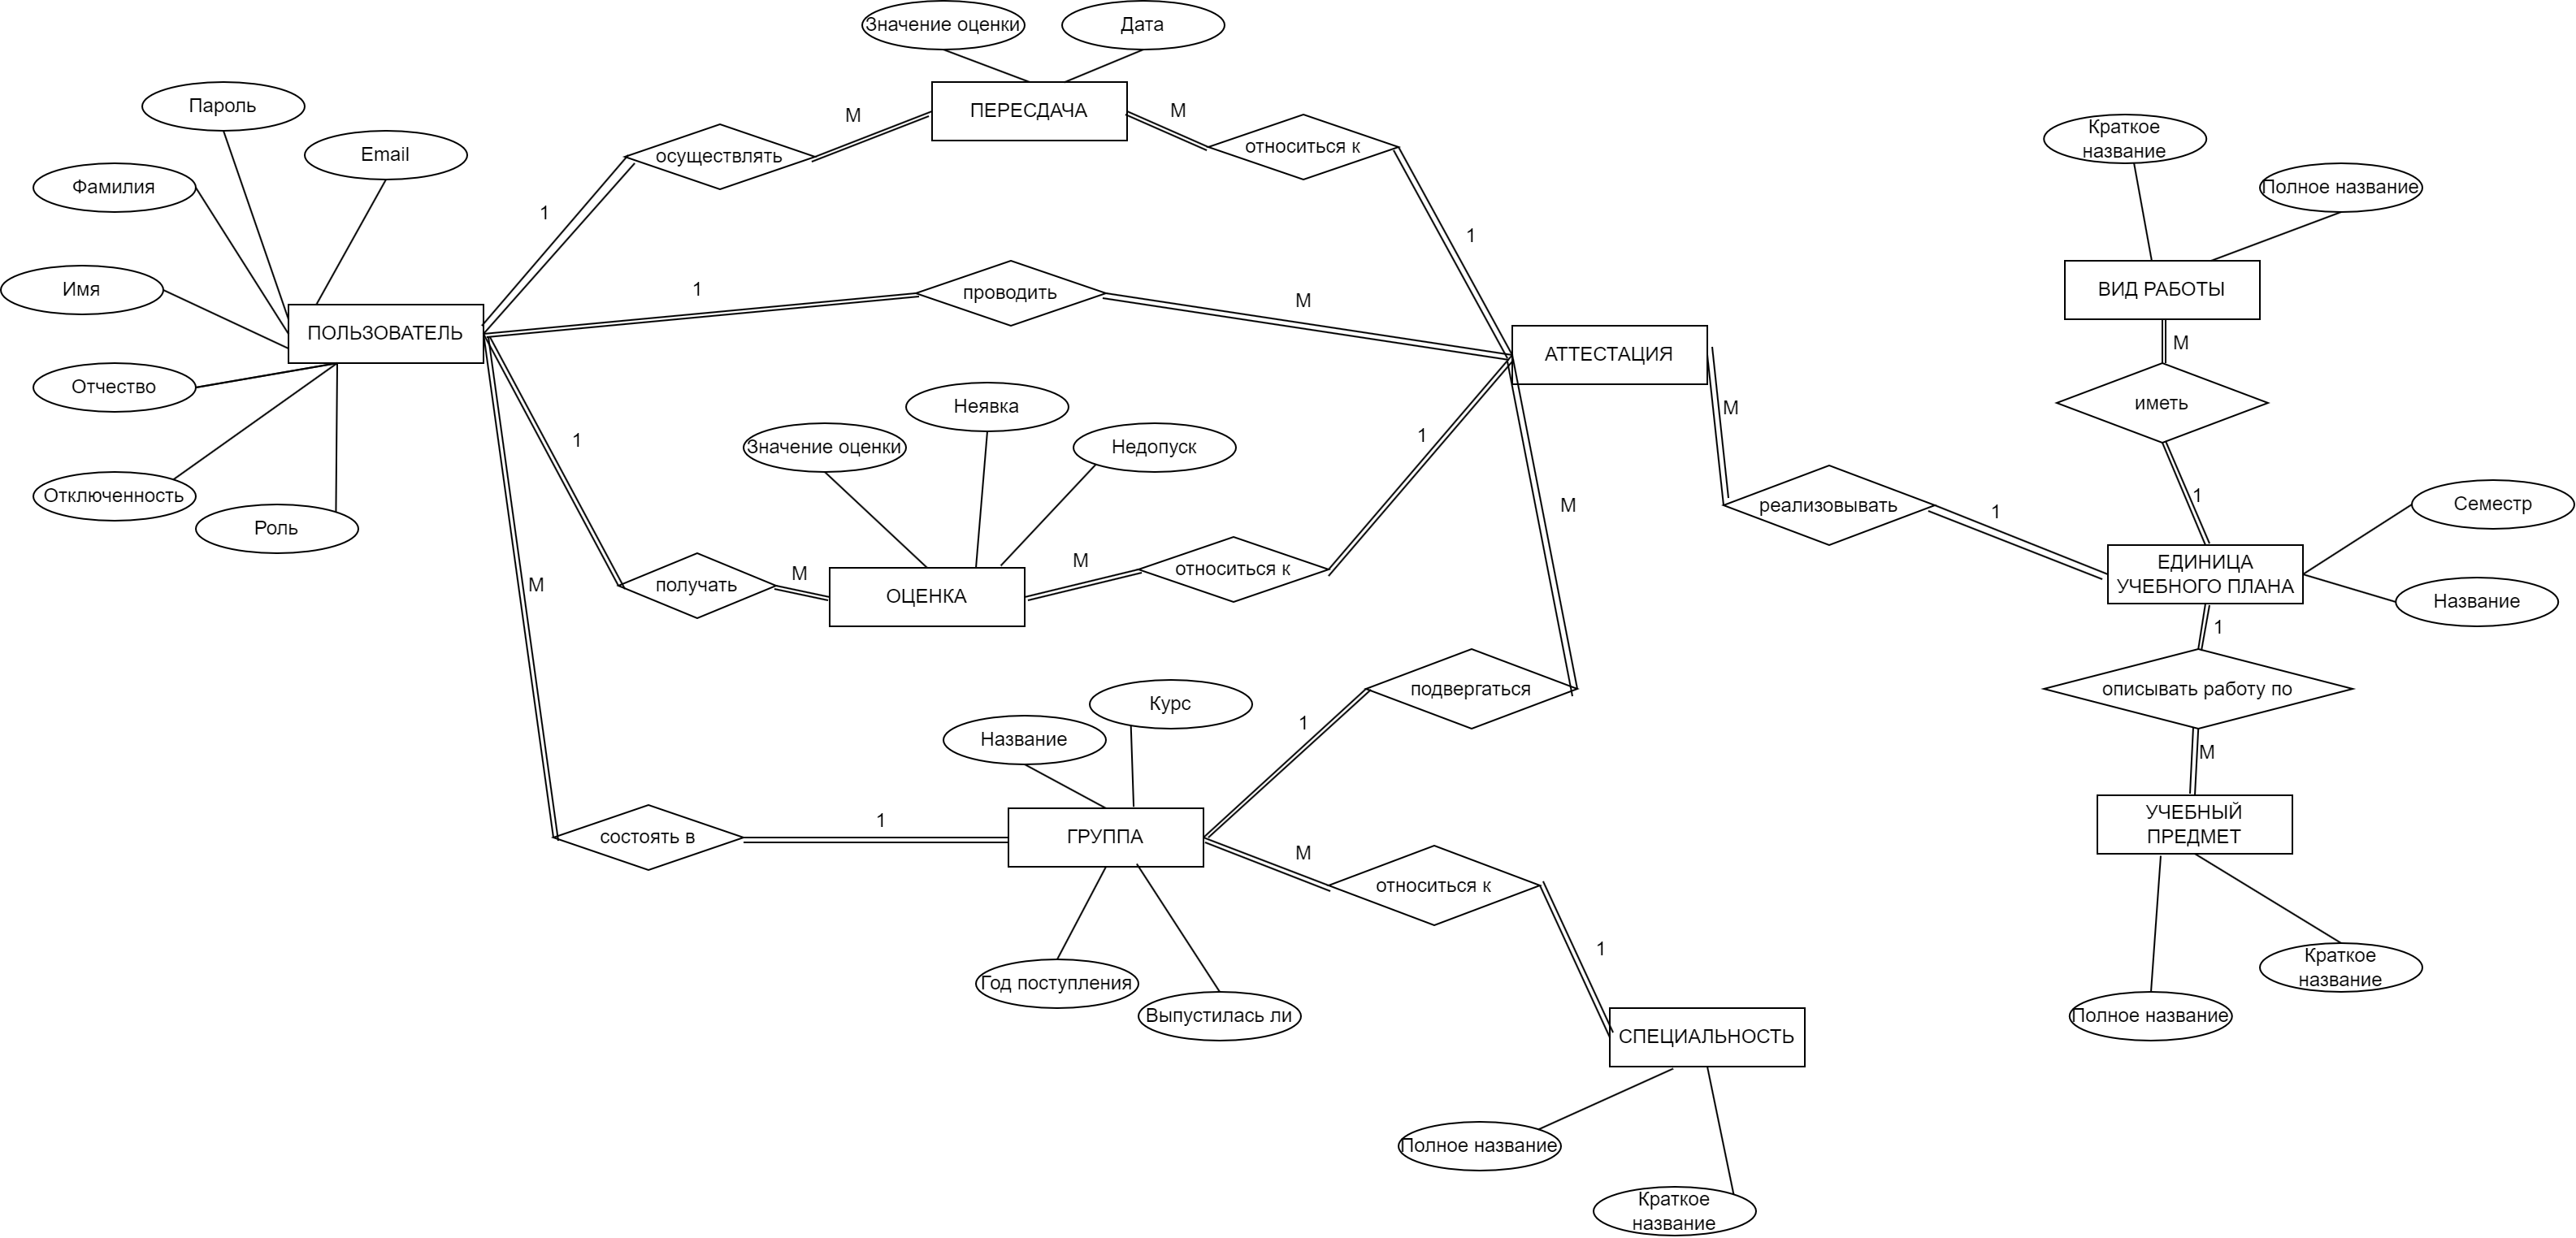 Значение оценки
Дата
Пароль
ПЕРЕСДАЧА
М
М
Краткое
название
Email
осуществлять
относиться к
Фамилия
Полное название
1
1
Имя
1
проводить
М
ВИД РАБОТЫ
ПОЛЬЗОВАТЕЛЬ
АТТЕСТАЦИЯ
М
Отчество
Неявка
М
иметь
1
Значение оценки
Недопуск
1
Отключенность
1
Семестр
Роль
М
реализовывать
1
М
получать
М
ОЦЕНКА
М
относиться к
ЕДИНИЦА
УЧЕБНОГО ПЛАНА
Название
1
Курс
подвергаться
описывать работу по
Название
1
М
состоять в
1
ГРУППА
УЧЕБНЫЙ
ПРЕДМЕТ
М
относиться к
1
Год поступления
Краткое
название
Выпустилась ли
Полное название
СПЕЦИАЛЬНОСТЬ
Полное название
Краткое
название